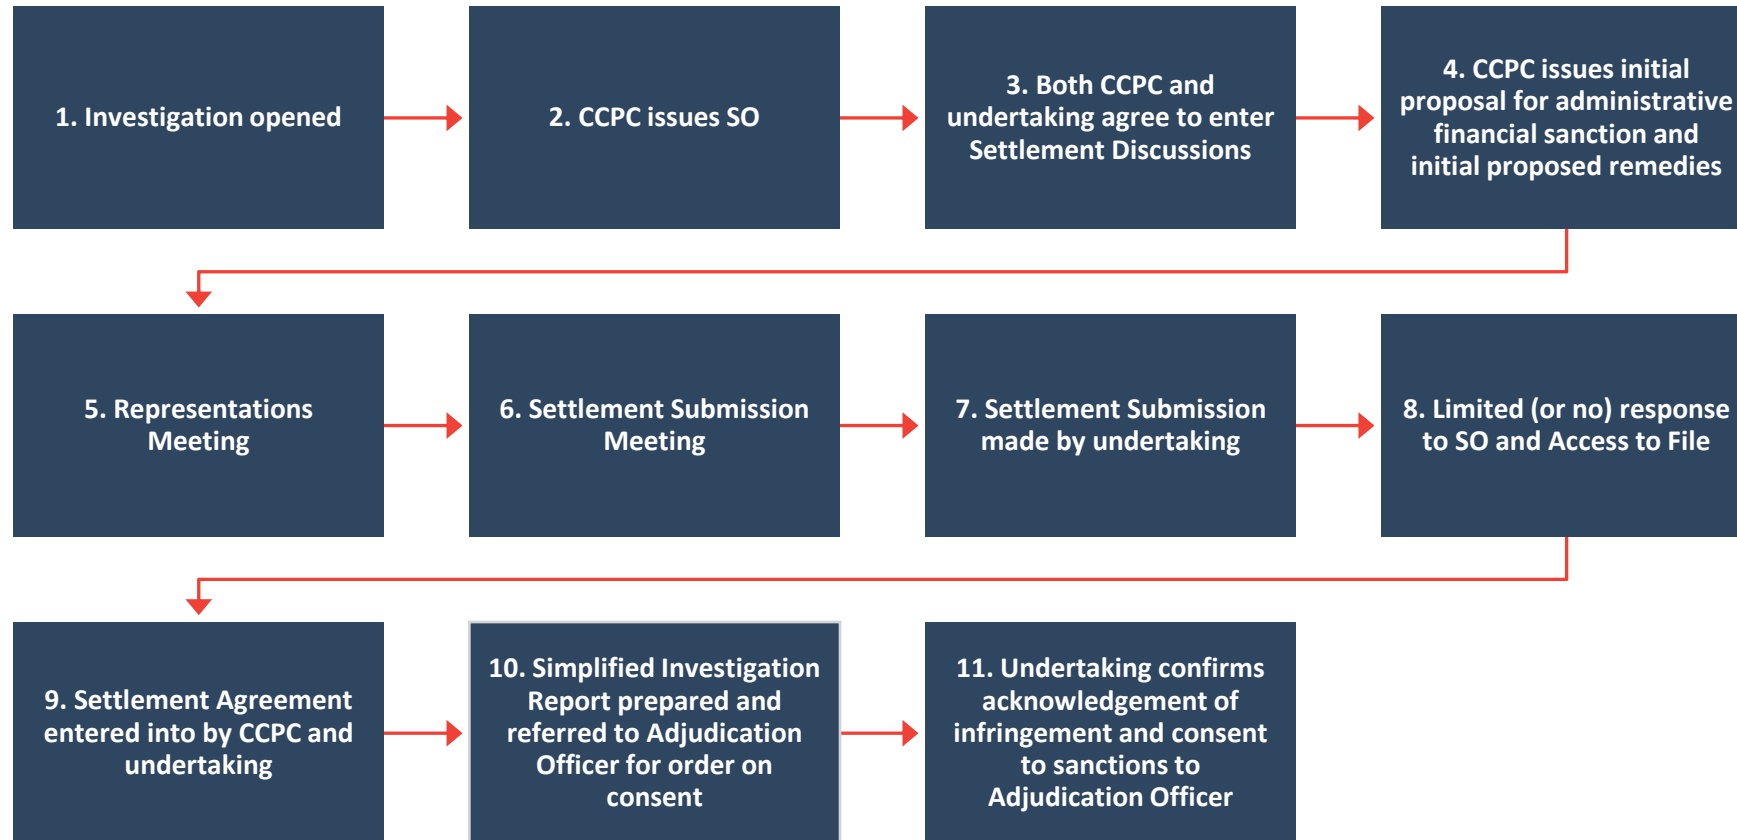 1. Investigation opened
2. CCPC issues SO
3. Both CCPC and
undertaking agree to enter
Settlement Discussions
4. CCPC issues initial
proposal for administrative
financial sanction and
initial proposed remedies
5. Representations
Meeting
6. Settlement Submission
Meeting
7. Settlement Submission
made by undertaking
8. Limited (or no) response
to SO and Access to File
9. Settlement Agreement
entered into by CCPC and
undertaking
10. Simplified Investigation
Report prepared and
referred to Adjudication
Officer for order on
consent
11. Undertaking confirms
acknowledgement of
infringement and consent
to sanctions to
Adjudication Officer